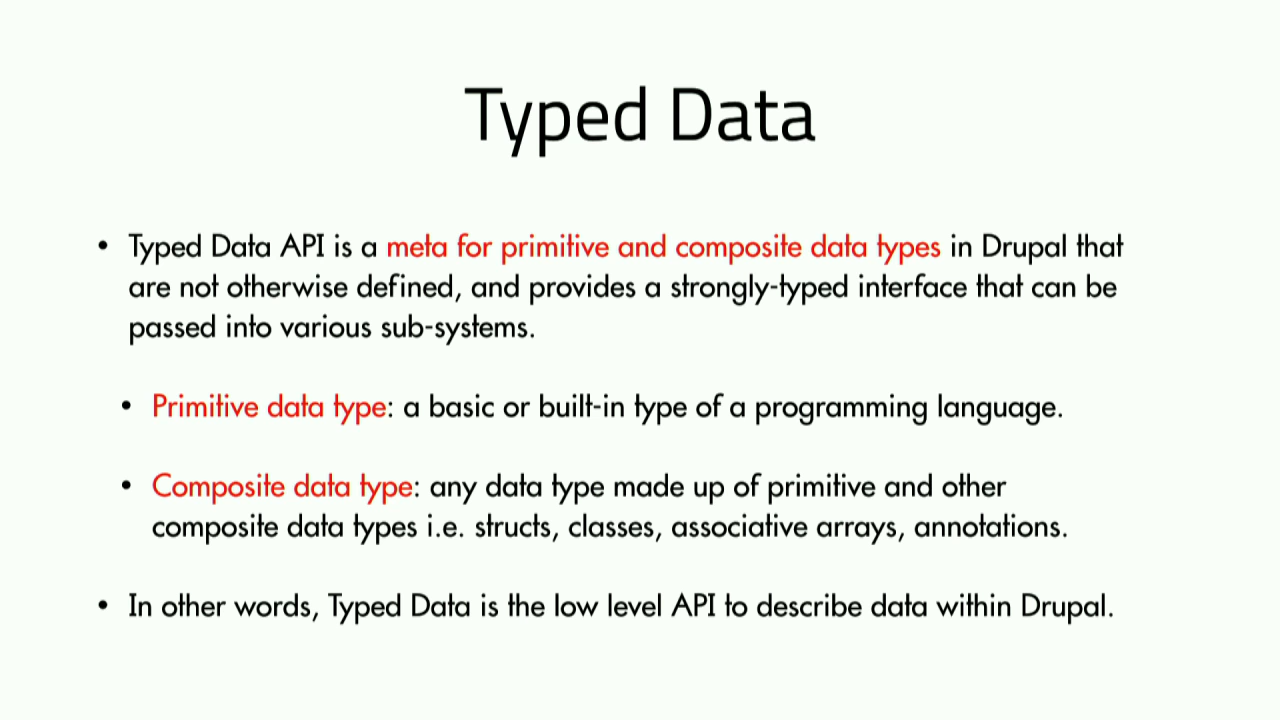 Typed Data
• Typed Data API is a meta for primitive and composite data types in Drupal that
are not otherwise defined, and provides a strongly-typed interface that can be
passed into various sub-systems.
• Primitive data type: a basic or built-in type of a programming language.
• Composite data type: any data type made up of primitive and other
composite data types i.e. structs, classes, associative arrays, annotations.
• In other words, Typed Data is the low level API to describe data within Drupal.